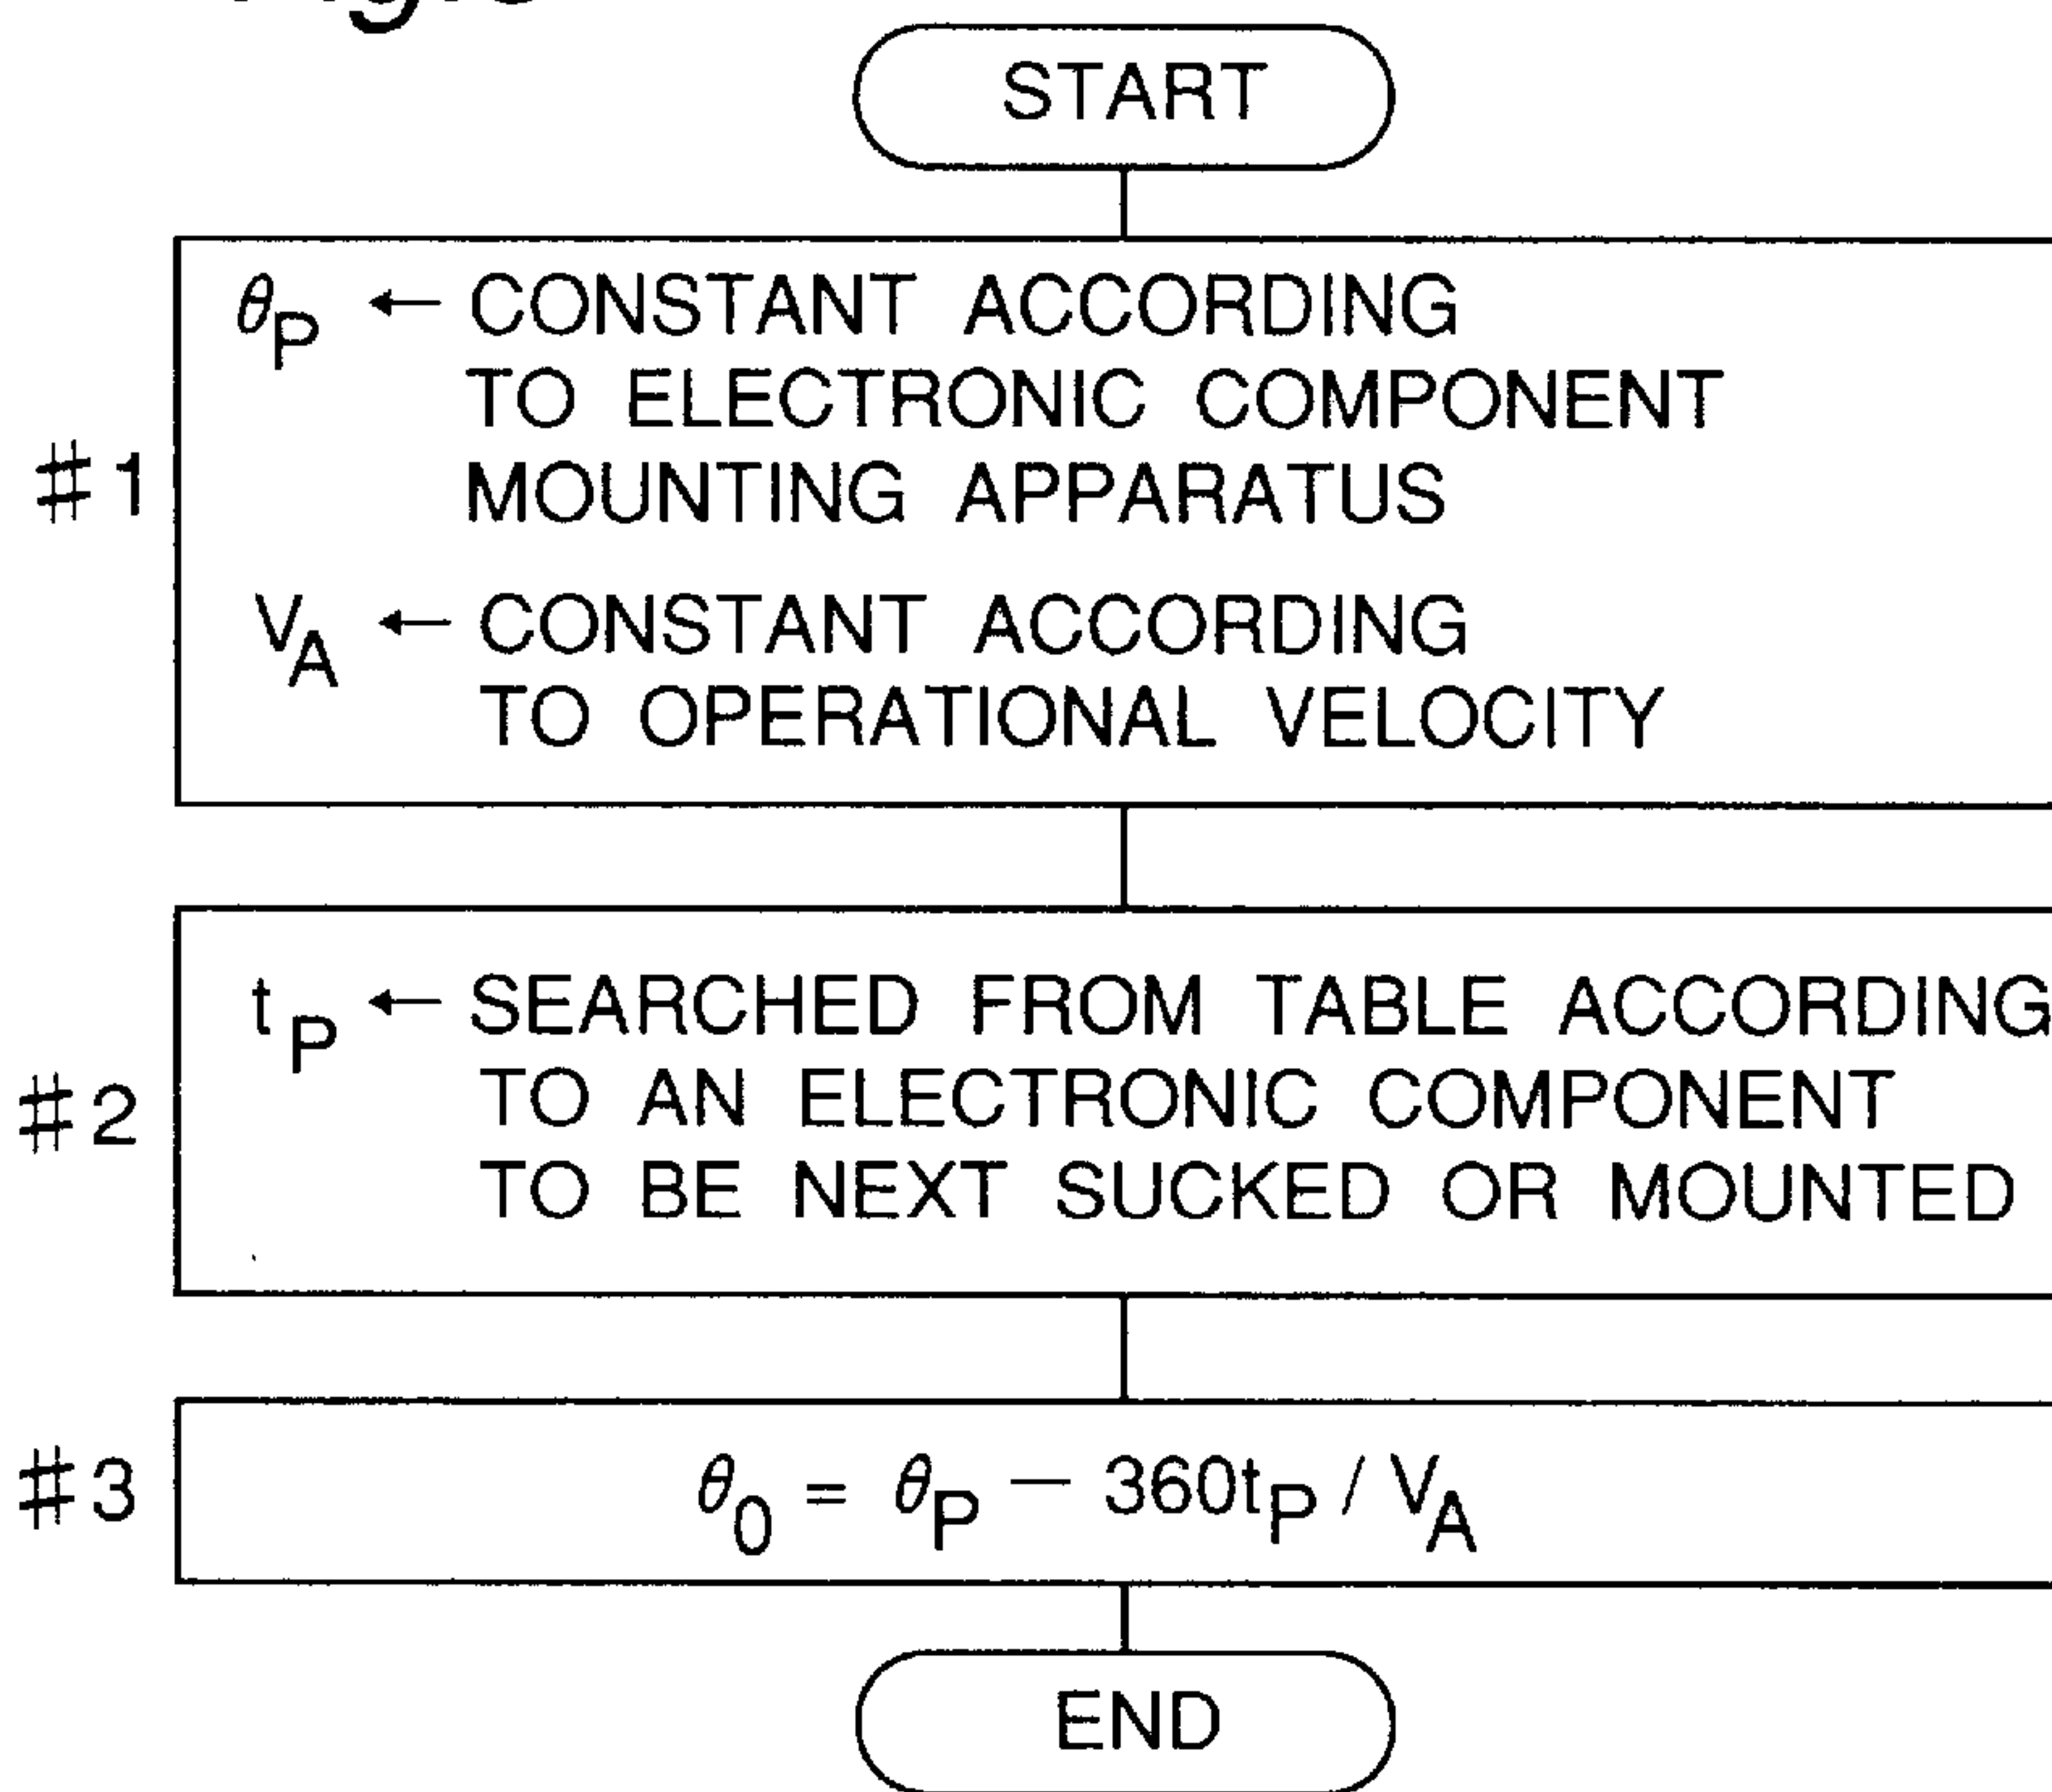 START
θP ← CONSTANT ACCORDING
TO ELECTRONIC COMPONENT
MOUNTING APPARATUS
#1
VA ← CONSTANT ACCORDING
TO OPERATIONAL VELOCITY
tP ← SEARCHED FROM TABLE ACCORDING
TO AN ELECTRONIC COMPONENT
#2
TO BE NEXT SUCKED OR MOUNTED
#3
θ0 = θP — 360tP / VA
END